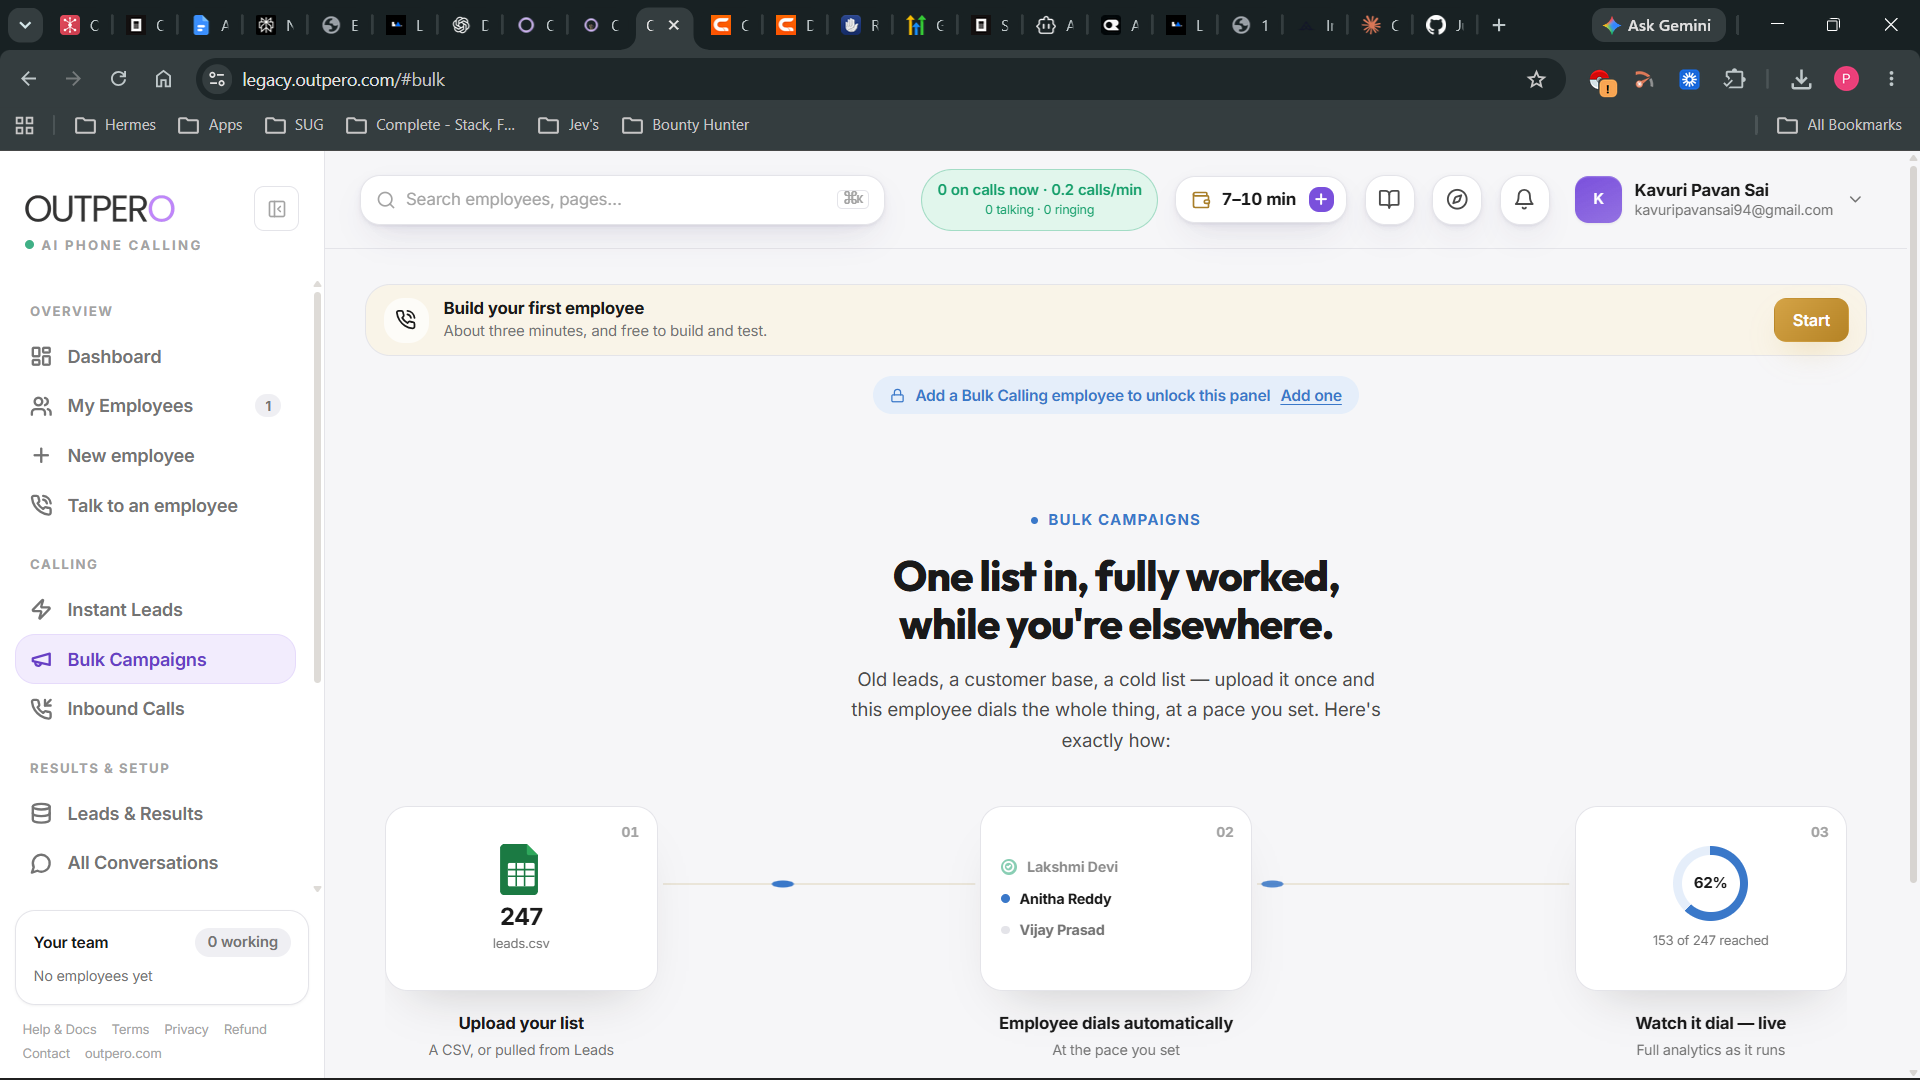 Ask Gemini
legacy.outpero.com/#bulk
P
Hermes
Apps
SUG
Complete - Stack, F...
Jev's
Bounty Hunter
All Bookmarks
OUTPERO
AI PHONE CALLING
Search employees, pages...
⌘K
0 on calls now · 0.2 calls/min
0 talking · 0 ringing
7–10 min
K
Kavuri Pavan Sai
kavuripavansai94@gmail.com
OVERVIEW
Dashboard
My Employees 1
New employee
Talk to an employee
CALLING
Instant Leads
Bulk Campaigns
Inbound Calls
RESULTS & SETUP
Leads & Results
All Conversations
Your team
0 working
No employees yet
Help & Docs Terms Privacy Refund
Contact outpero.com
Build your first employee
About three minutes, and free to build and test.
Start
Add a Bulk Calling employee to unlock this panel Add one
BULK CAMPAIGNS
One list in, fully worked,
while you're elsewhere.
Old leads, a customer base, a cold list — upload it once and
this employee dials the whole thing, at a pace you set. Here's
exactly how:
01
247
leads.csv
Upload your list
A CSV, or pulled from Leads
02
Lakshmi Devi
Anitha Reddy
Vijay Prasad
Employee dials automatically
At the pace you set
03
62%
153 of 247 reached
Watch it dial — live
Full analytics as it runs